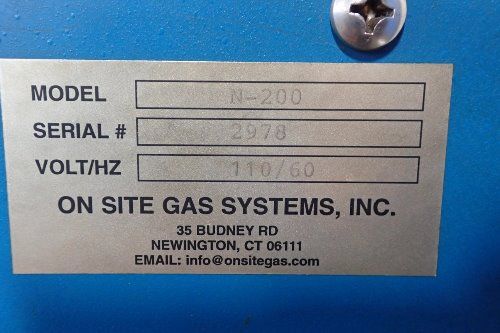 MODEL N-200
SERIAL # 2978
VOLT/HZ 110/60
ON SITE GAS SYSTEMS, INC.
35 BUDNEY RD
NEWINGTON, CT 06111
EMAIL: info@onsitegas.com